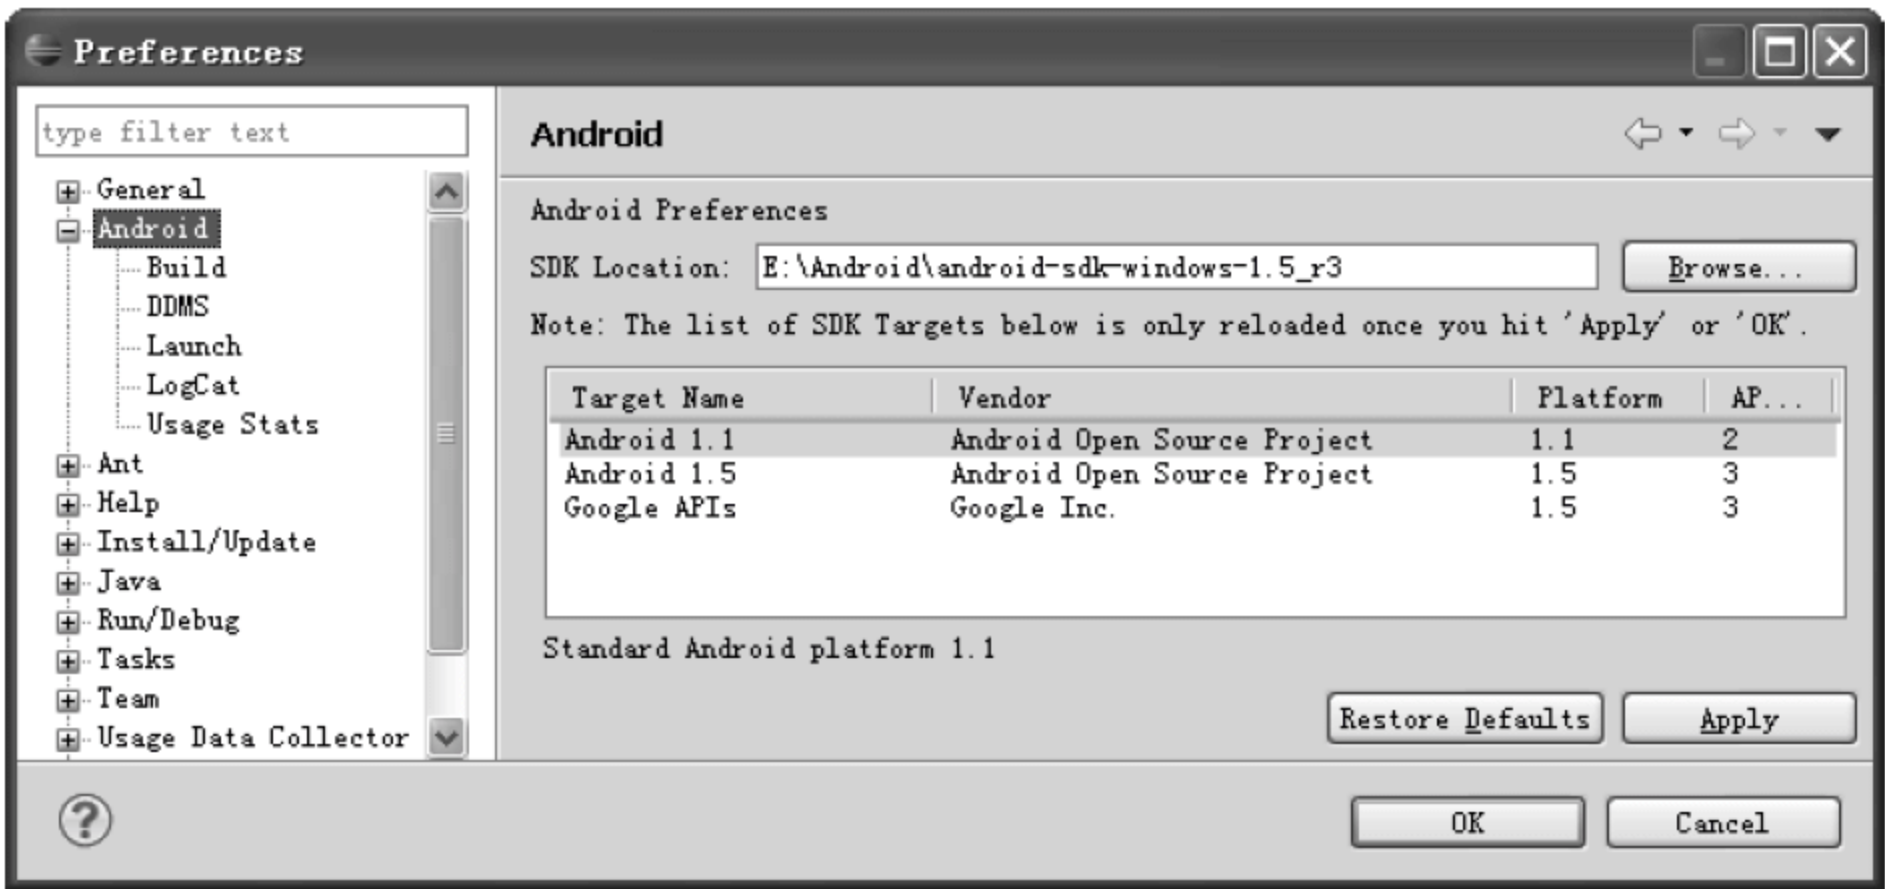 Preferences
type filter text
General
Android
Build
DDMS
Launch
LogCat
Usage Stats
Ant
Help
Install/Update
Java
Run/Debug
Tasks
Team
Usage Data Collector
Android
Android Preferences
SDK Location: E:\Android\android-sdk-windows-1.5_r3 Browse...
Note: The list of SDK Targets below is only reloaded once you hit 'Apply' or 'OK'.
Target Name Vendor Platform AP...
Android 1.1 Android Open Source Project 1.1 2
Android 1.5 Android Open Source Project 1.5 3
Google APIs Google Inc. 1.5 3
Standard Android platform 1.1
Restore Defaults Apply
? OK Cancel